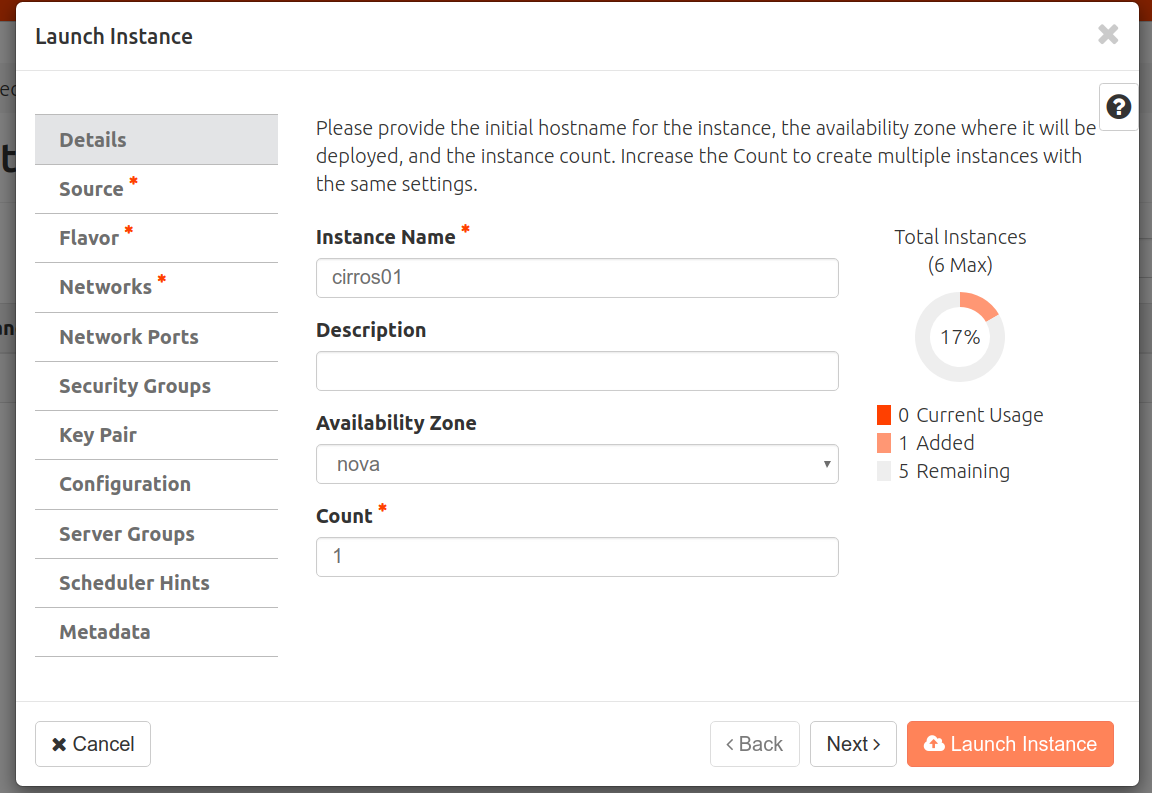 Launch Instance
Details
Source *
Flavor *
Networks *
Network Ports
Security Groups
Key Pair
Configuration
Server Groups
Scheduler Hints
Metadata
Please provide the initial hostname for the instance, the availability zone where it will be
deployed, and the instance count. Increase the Count to create multiple instances with
the same settings.
Instance Name *
cirros01
Description
Availability Zone
nova
Count *
1
Total Instances
(6 Max)
17%
0 Current Usage
1 Added
5 Remaining
Cancel
Back
Next
Launch Instance